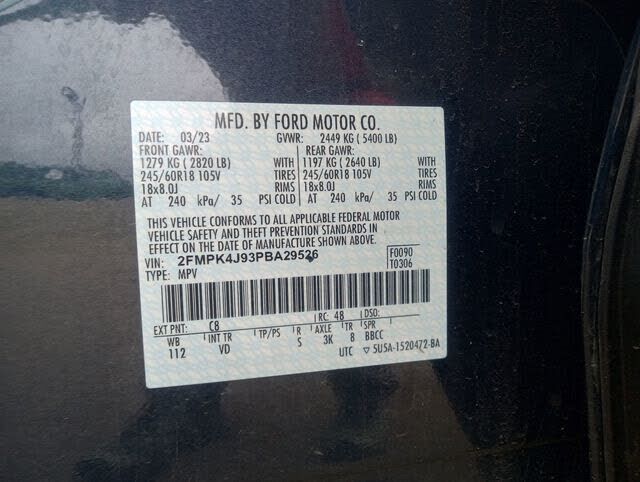 MFD. BY FORD MOTOR CO.
DATE: 03/23 GVWR: 2449 KG (5400 LB)
FRONT GAWR: REAR GAWR:
1279 KG (2820 LB) WITH 1197 KG (2640 LB) WITH
245/60R18 105V TIRES 245/60R18 105V TIRES
18x8.0J RIMS 18x8.0J RIMS
AT 240 kPa/ 35 PSI COLD AT 240 kPa/ 35 PSI COLD
THIS VEHICLE CONFORMS TO ALL APPLICABLE FEDERAL MOTOR
VEHICLE SAFETY AND THEFT PREVENTION STANDARDS IN
EFFECT ON THE DATE OF MANUFACTURE SHOWN ABOVE.
VIN: 2FMPK4J93PBA29526 F0090
TYPE: MPV T0306
EXT PNT: C8 RC: 48 DSO:
WB INT TR TP/PS R AXLE TR SPR
112 VD S 3K 8 BBCC
UTC ▽ 5U5A-1520472-BA